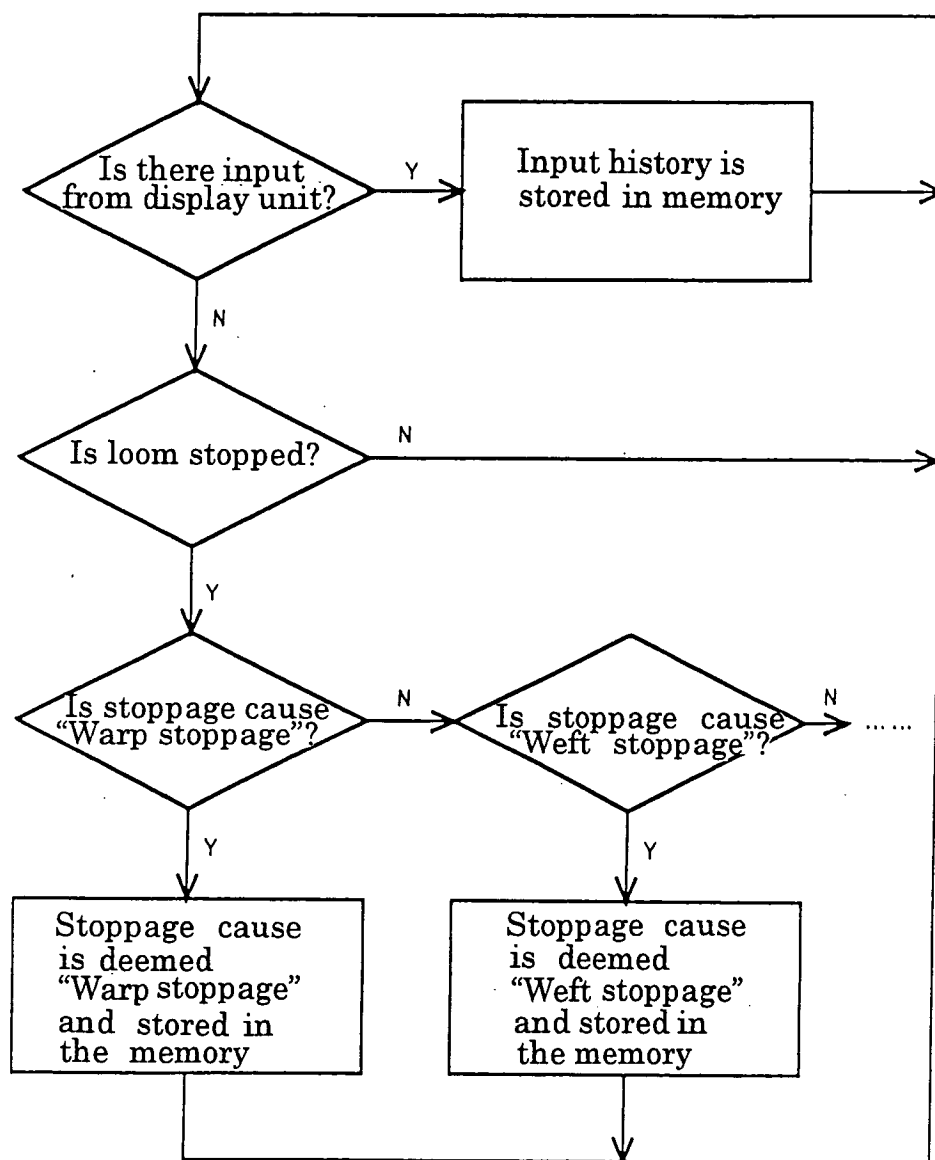 Is there input
from display unit?
Y
Input history is
stored in memory
N
Is loom stopped?
N
Y
Is stoppage cause
“Warp stoppage”?
N
Is stoppage cause
“Weft stoppage”?
N
... ...
Y
Y
Stoppage cause
is deemed
“Warp stoppage”
and stored in
the memory
Stoppage cause
is deemed
“Weft stoppage”
and stored in
the memory